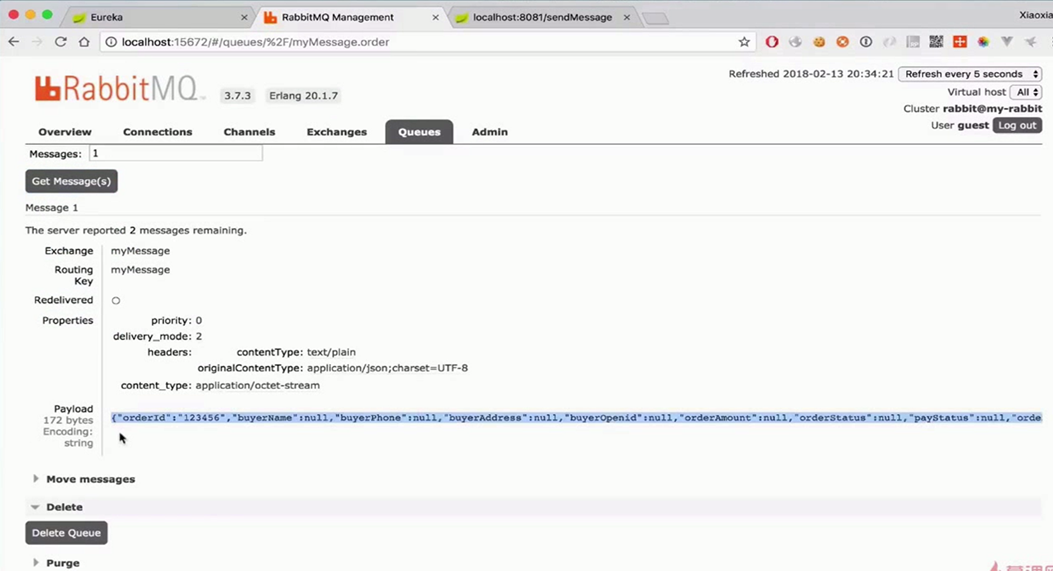 Eureka
RabbitMQ Management
localhost:8081/sendMessage
Xiaoxia
localhost:15672/#/queues/%2F/myMessage.order
RabbitMQ
3.7.3
Erlang 20.1.7
Refreshed 2018-02-13 20:34:21
Refresh every 5 seconds
Virtual host All
Cluster rabbit@my-rabbit
User guest Log out
Overview Connections Channels Exchanges Queues Admin
Messages: 1
Get Message(s)
Message 1
The server reported 2 messages remaining.
Exchange myMessage
Routing Key myMessage
Redelivered ○
Properties priority: 0
delivery_mode: 2
headers: contentType: text/plain
originalContentType: application/json;charset=UTF-8
content_type: application/octet-stream
Payload
172 bytes
Encoding: string
{"orderId":"123456","buyerName":null,"buyerPhone":null,"buyerAddress":null,"buyerOpenid":null,"orderAmount":null,"orderStatus":null,"payStatus":null,"orde
Move messages
Delete
Delete Queue
Purge